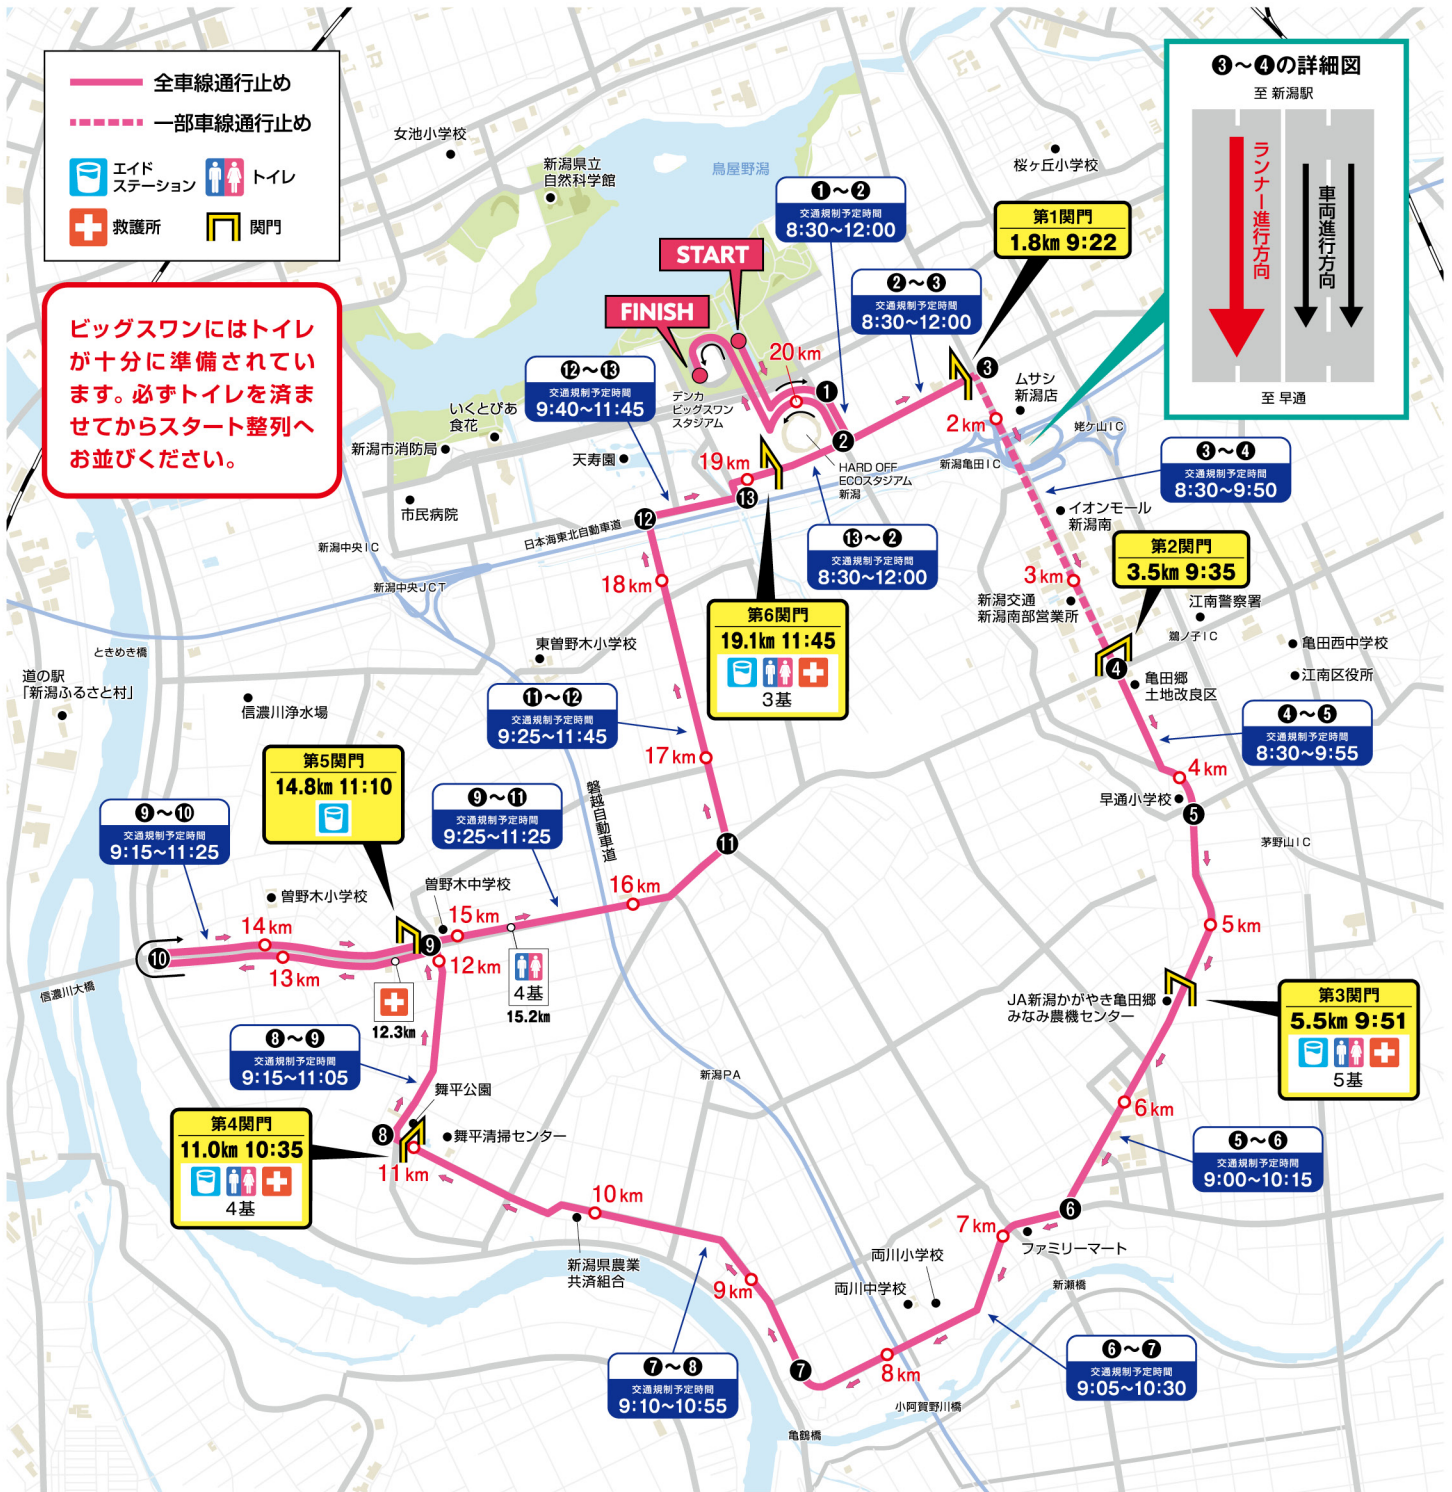 全車線通行止め
一部車線通行止め
エイド
ステーション
トイレ
救護所
関門
ビッグスワンにはトイレ
が十分に準備されてい
ます。必ずトイレを済ま
せてからスタート整列へ
お並びください。
❸～❹の詳細図
至 新潟駅
ランナー進行方向
車両進行方向
至 早通
女池小学校
新潟県立
自然科学館
鳥屋野潟
桜ヶ丘小学校
❶～❷
交通規制予定時間
8:30～12:00
第1関門
1.8km 9:22
START
FINISH
❷～❸
交通規制予定時間
8:30～12:00
20km
❶
❷
❸
⓬～⓭
交通規制予定時間
9:40～11:45
デンカ
ビッグスワン
スタジアム
ムサシ
新潟店
2km
姥ケ山IC
新潟亀田IC
いくとぴあ
食花
新潟市消防局
天寿園
19km
HARD OFF
ECOスタジアム
新潟
❸～❹
交通規制予定時間
8:30～9:50
市民病院
⓬
⓭
日本海東北自動車道
イオンモール
新潟南
新潟中央IC
新潟中央JCT
18km
⓭～❷
交通規制予定時間
8:30～12:00
第2関門
3.5km 9:35
3km
新潟交通
新潟南部営業所
江南警察署
鵜ノ子IC
亀田西中学校
江南区役所
第6関門
19.1km 11:45
3基
❹
亀田郷
土地改良区
ときめき橋
道の駅
「新潟ふるさと村」
東曽野木小学校
信濃川浄水場
⓫～⓬
交通規制予定時間
9:25～11:45
❹～❺
交通規制予定時間
8:30～9:55
17km
4km
早通小学校
❺
茅野山IC
第5関門
14.8km 11:10
❾～❿
交通規制予定時間
9:15～11:25
❾～⓫
交通規制予定時間
9:25～11:25
磐越自動車道
⓫
曽野木小学校
曽野木中学校
16km
15km
14km
13km
12km
❾
❿
信濃川大橋
12.3km
4基
15.2km
5km
JA新潟かがやき亀田郷
みなみ農機センター
第3関門
5.5km 9:51
5基
❽～❾
交通規制予定時間
9:15～11:05
新潟PA
舞平公園
6km
第4関門
11.0km 10:35
4基
❽
舞平清掃センター
11km
❺～❻
交通規制予定時間
9:00～10:15
10km
新潟県農業
共済組合
7km
❻
ファミリーマート
両川小学校
両川中学校
新瀬橋
9km
❼～❽
交通規制予定時間
9:10～10:55
❼
8km
❻～❼
交通規制予定時間
9:05～10:30
小阿賀野川橋
亀鶴橋